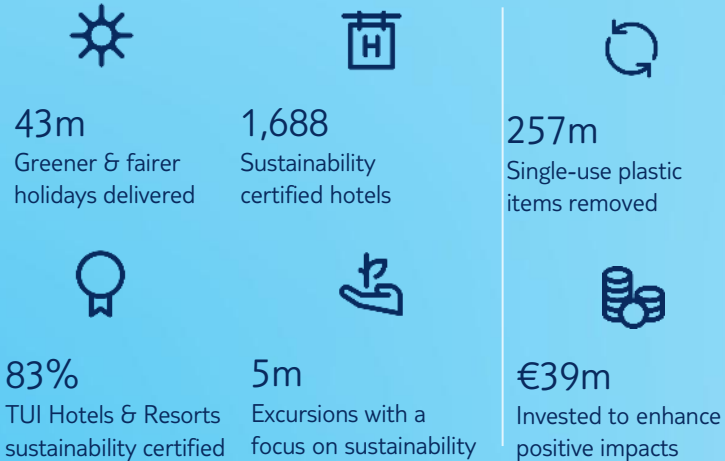 H
43m
Greener & fairer
holidays delivered
1,688
Sustainability
certified hotels
257m
Single-use plastic
items removed
83%
TUI Hotels & Resorts
sustainability certified
5m
Excursions with a
focus on sustainability
€39m
Invested to enhance
positive impacts